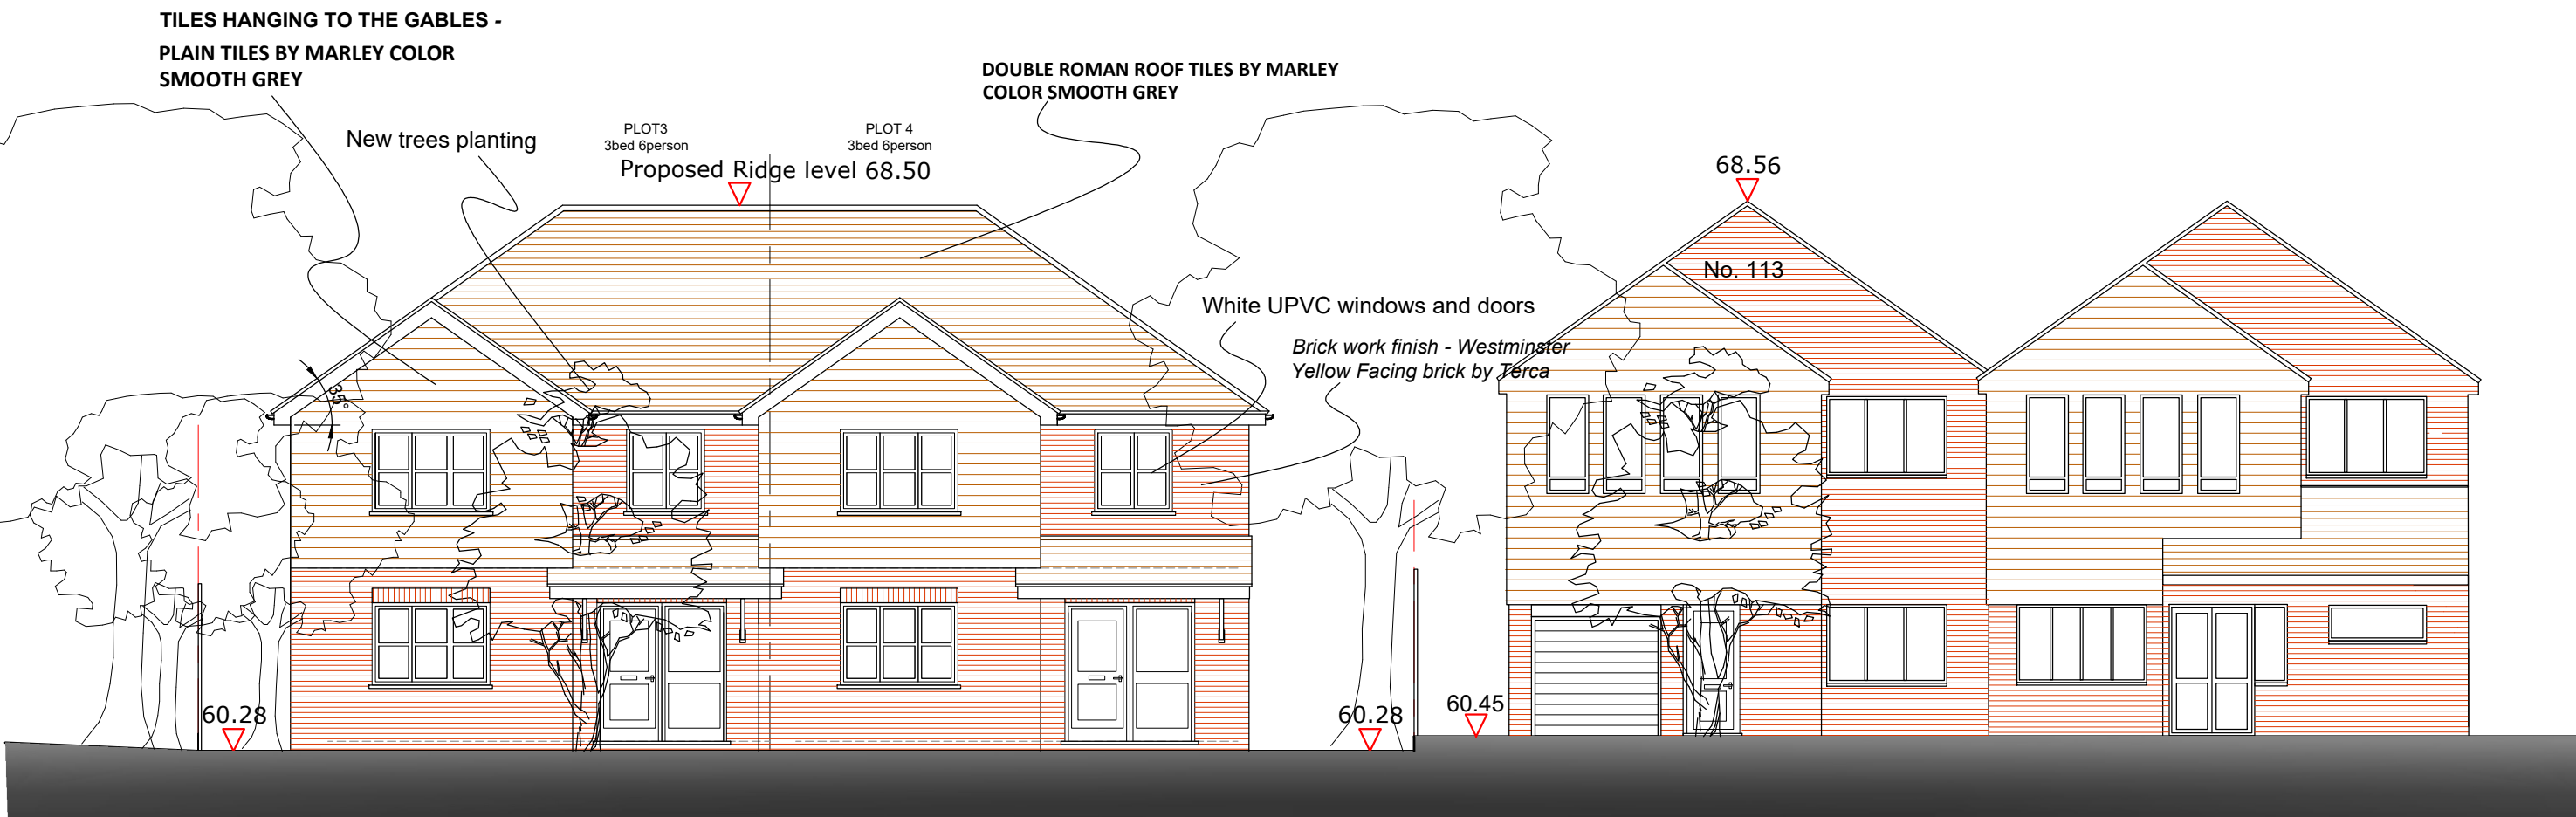 TILES HANGING TO THE GABLES -
PLAIN TILES BY MARLEY COLOR
SMOOTH GREY
New trees planting
PLOT3
3bed 6person
PLOT 4
3bed 6person
Proposed Ridge level 68.50
DOUBLE ROMAN ROOF TILES BY MARLEY
COLOR SMOOTH GREY
68.56
No. 113
White UPVC windows and doors
Brick work finish - Westminster
Yellow Facing brick by Terca
35°
60.28
60.28
60.45